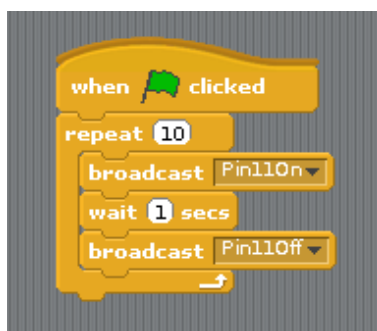 when clicked
repeat 10
broadcast Pin11On
wait 1 secs
broadcast Pin11Off